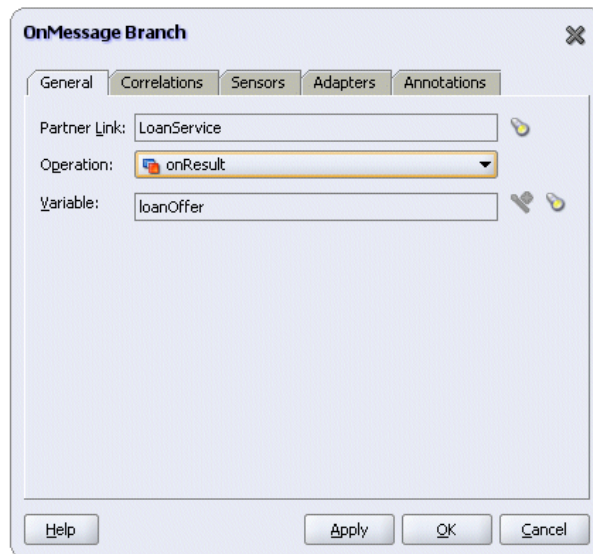 OnMessage Branch
General Correlations Sensors Adapters Annotations
Partner Link: LoanService
Operation: onResult
Variable: loanOffer
Help Apply OK Cancel